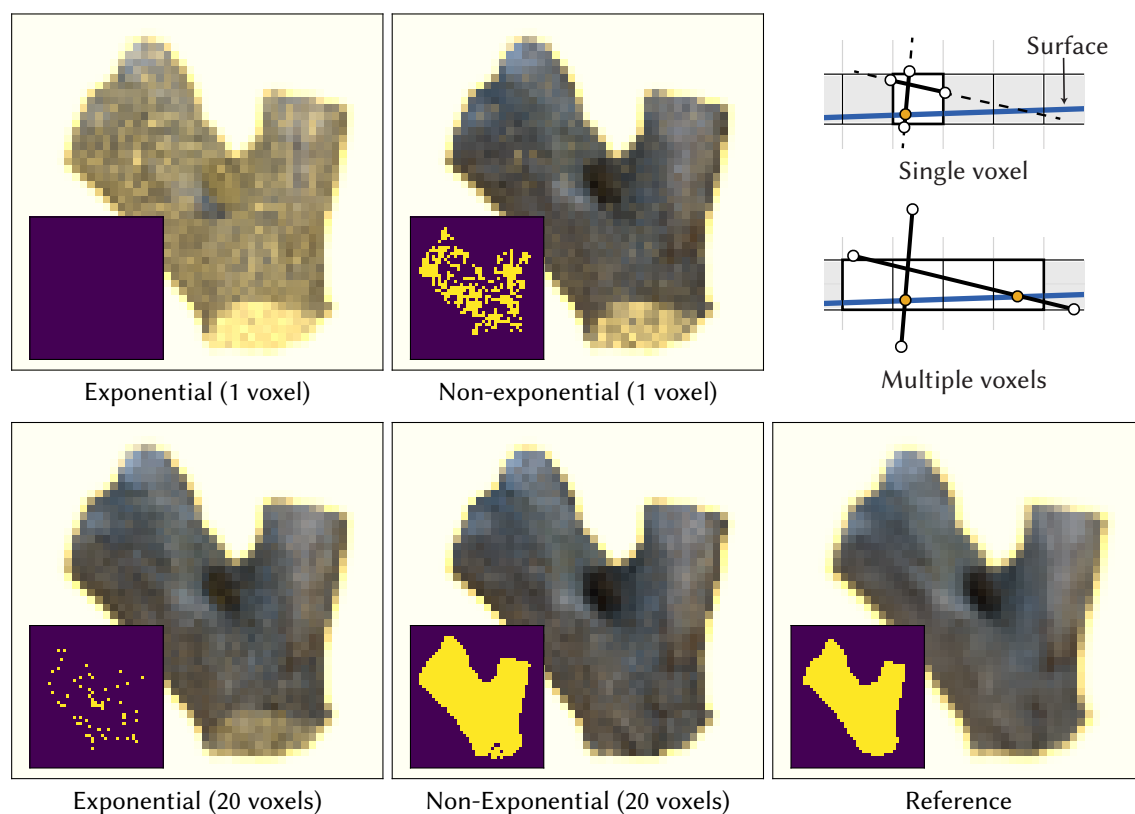 Surface
Single voxel
Multiple voxels
Exponential (1 voxel)
Non-exponential (1 voxel)
Exponential (20 voxels)
Non-Exponential (20 voxels)
Reference